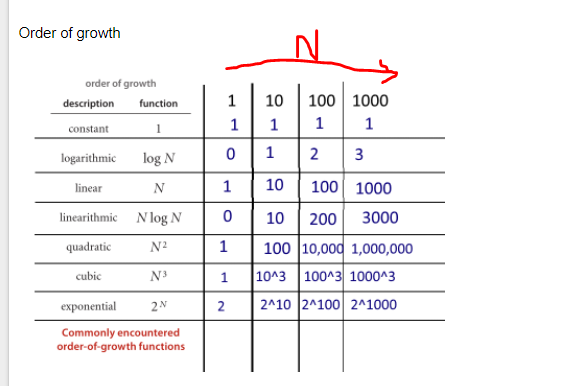 Order of growth
N
order of growth
description function 1 10 100 1000
constant 1 1 1 1 1
logarithmic log N 0 1 2 3
linear N 1 10 100 1000
linearithmic N log N 0 10 200 3000
quadratic N² 1 100 10,000 1,000,000
cubic N³ 1 10^3 100^3 1000^3
exponential 2ᴺ 2 2^10 2^100 2^1000
Commonly encountered
order-of-growth functions